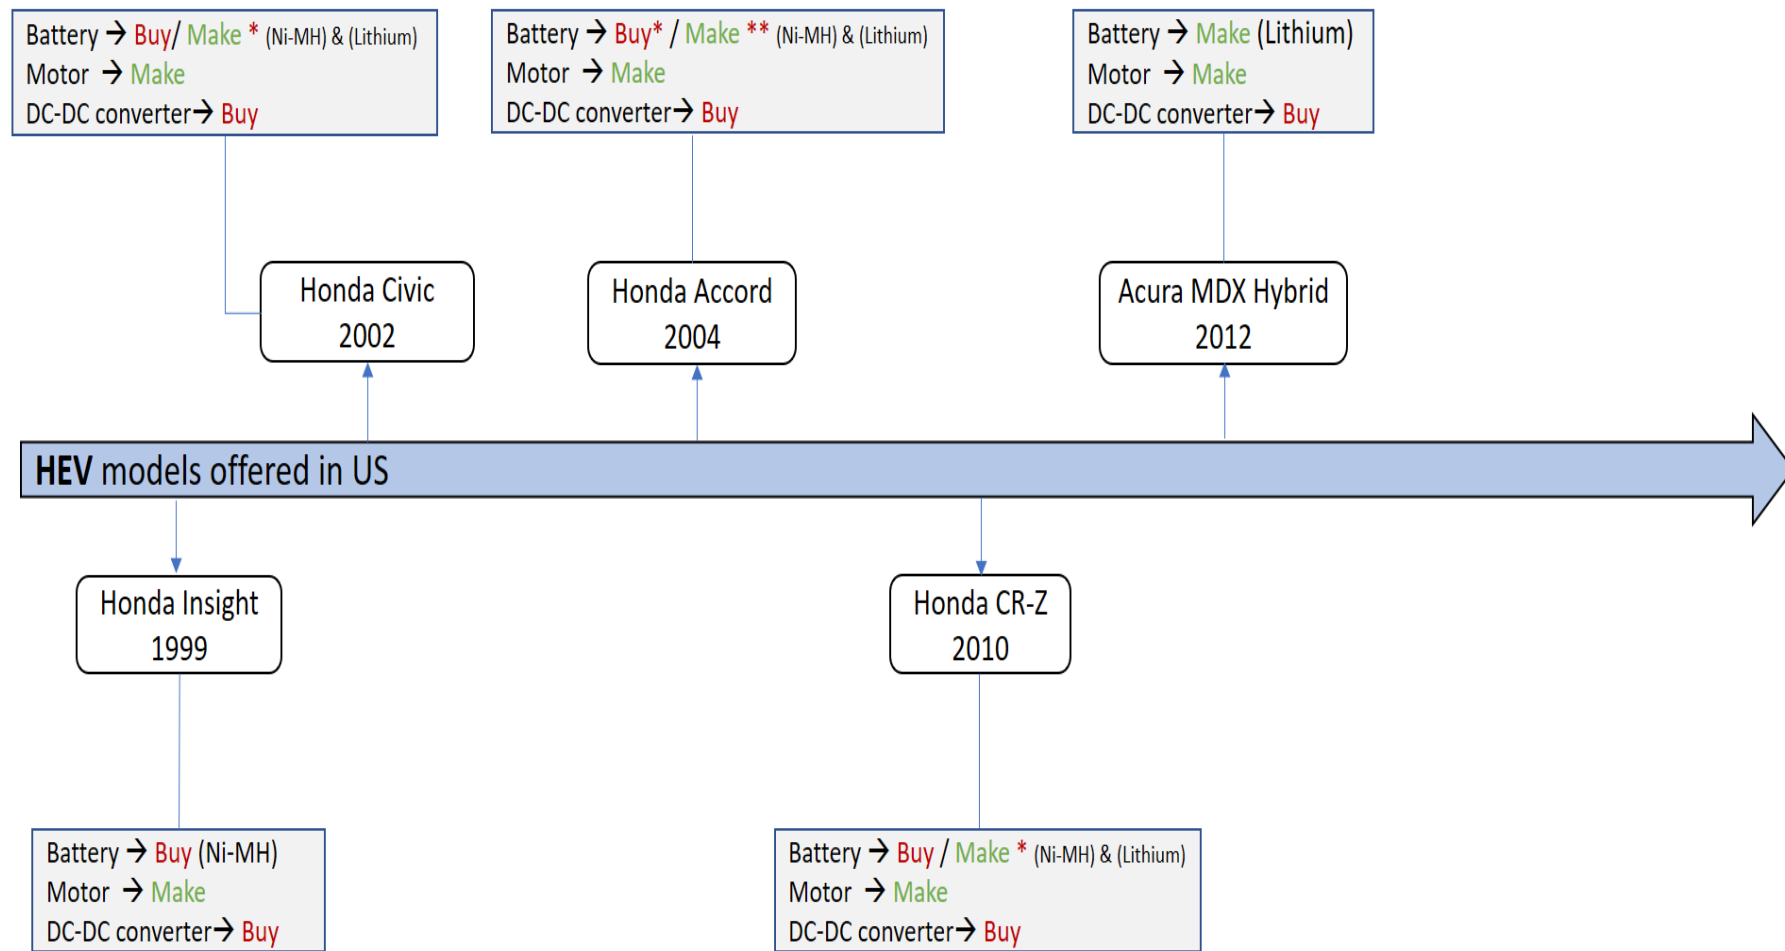 Battery → Buy/ Make * (Ni-MH) & (Lithium)
Motor → Make
DC-DC converter→ Buy
Battery → Buy* / Make ** (Ni-MH) & (Lithium)
Motor → Make
DC-DC converter→ Buy
Battery → Make (Lithium)
Motor → Make
DC-DC converter→ Buy
Honda Civic
2002
Honda Accord
2004
Acura MDX Hybrid
2012
HEV models offered in US
Honda Insight
1999
Honda CR-Z
2010
Battery → Buy (Ni-MH)
Motor → Make
DC-DC converter→ Buy
Battery → Buy / Make * (Ni-MH) & (Lithium)
Motor → Make
DC-DC converter→ Buy